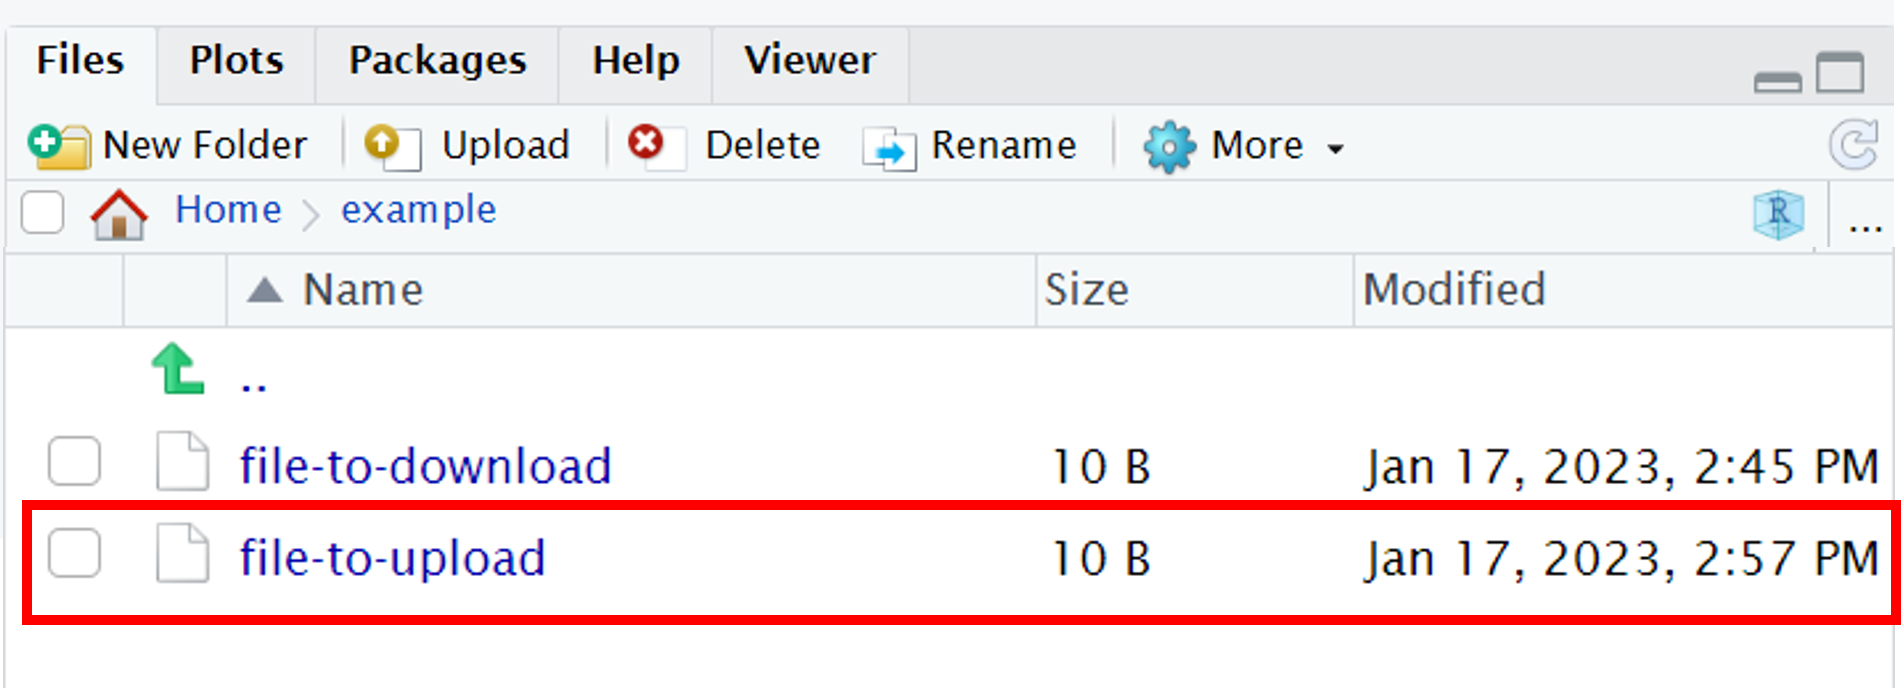 Files Plots Packages Help Viewer
New Folder Upload Delete Rename More
Home example R ...
Name Size Modified
..
file-to-download 10 B Jan 17, 2023, 2:45 PM
file-to-upload 10 B Jan 17, 2023, 2:57 PM